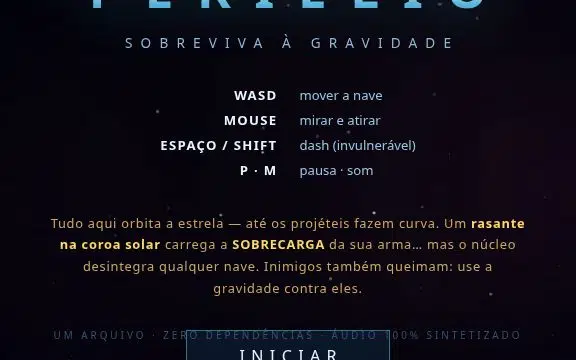 SOBREVIVA À GRAVIDADE
WASD mover a nave
MOUSE mirar e atirar
ESPAÇO / SHIFT dash (invulnerável)
P · M pausa · som
Tudo aqui orbita a estrela — até os projéteis fazem curva. Um rasante
na coroa solar carrega a SOBRECARGA da sua arma… mas o núcleo
desintegra qualquer nave. Inimigos também queimam: use a
gravidade contra eles.
UM ARQUIVO · ZERO DEPENDÊNCIAS · ÁUDIO 100% SINTETIZADO
INICIAR